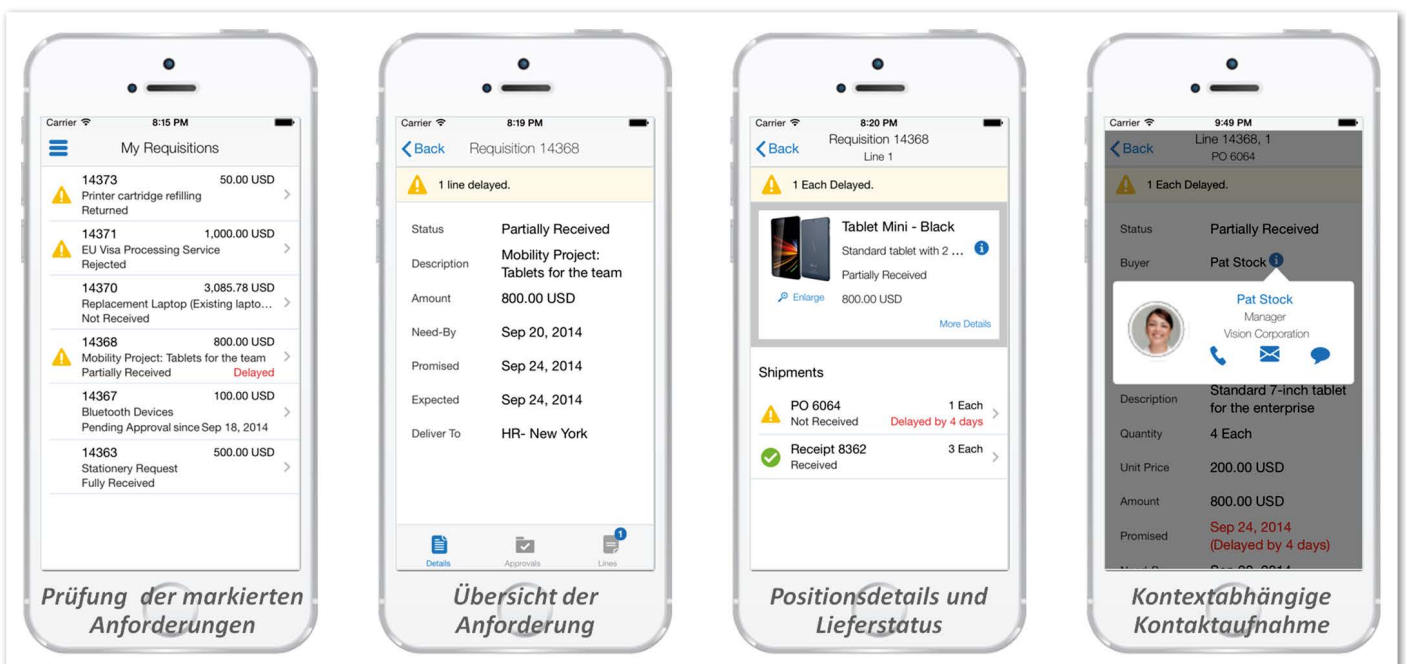 Carrier 8:15 PM
My Requisitions
14373 50.00 USD
Printer cartridge refilling
Returned
14371 1,000.00 USD
EU Visa Processing Service
Rejected
14370 3,085.78 USD
Replacement Laptop (Existing lapto...
Not Received
14368 800.00 USD
Mobility Project: Tablets for the team
Partially Received Delayed
14367 100.00 USD
Bluetooth Devices
Pending Approval since Sep 18, 2014
14363 500.00 USD
Stationery Request
Fully Received
Prüfung der markierten
Anforderungen
Carrier 8:19 PM
Back Requisition 14368
1 line delayed.
Status Partially Received
Description Mobility Project:
Tablets for the team
Amount 800.00 USD
Need-By Sep 20, 2014
Promised Sep 24, 2014
Expected Sep 24, 2014
Deliver To HR- New York
1
Details Approvals Lines
Übersicht der
Anforderung
Carrier 8:20 PM
Back Requisition 14368
Line 1
1 Each Delayed.
Tablet Mini - Black
Standard tablet with 2 ...
Partially Received
Enlarge 800.00 USD
More Details
Shipments
PO 6064 1 Each
Not Received Delayed by 4 days
Receipt 8362 3 Each
Received
Positionsdetails und
Lieferstatus
Carrier 9:49 PM
Back Line 14368, 1
PO 6064
1 Each Delayed.
Status Partially Received
Buyer Pat Stock
Pat Stock
Manager
Vision Corporation
Description Standard 7-inch tablet
for the enterprise
Quantity 4 Each
Unit Price 200.00 USD
Amount 800.00 USD
Promised Sep 24, 2014
(Delayed by 4 days)
Kontextabhängige
Kontaktaufnahme